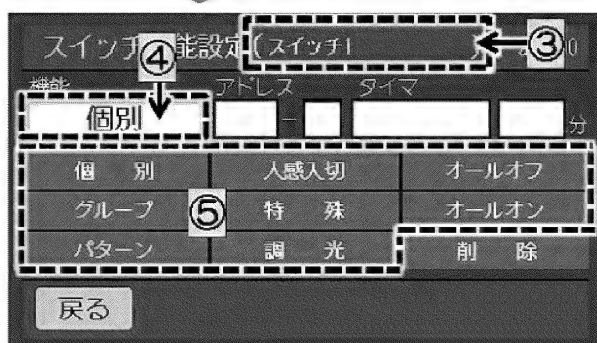 スイッチ機能設定(スイッチ1) ③
④
機能 アドレス タイマ
個別 - 分
個 別 人感入切 オールオフ
グループ ⑤ 特 殊 オールオン
パターン 調 光 削 除
戻る